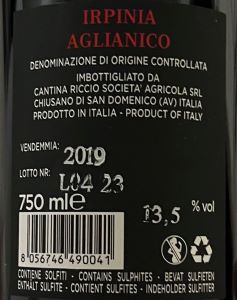 IRPINIA
AGLIANICO
DENOMINAZIONE DI ORIGINE CONTROLLATA
IMBOTTIGLIATO DA
CANTINA RICCIO SOCIETA' AGRICOLA SRL
CHIUSANO DI SAN DOMENICO (AV) ITALIA
PRODOTTO IN ITALIA - PRODUCT OF ITALY
VENDEMMIA: 2019
LOTTO NR: L04 23
750 ml e
13,5 % vol
8 056746 490041
CONTIENE SOLFITI - CONTAINS SULPHITES - BEVAT SULFIETEN
ENTHÄLT SULFITE - CONTIENT SULFITES - INDEHOLDER SULFITTER